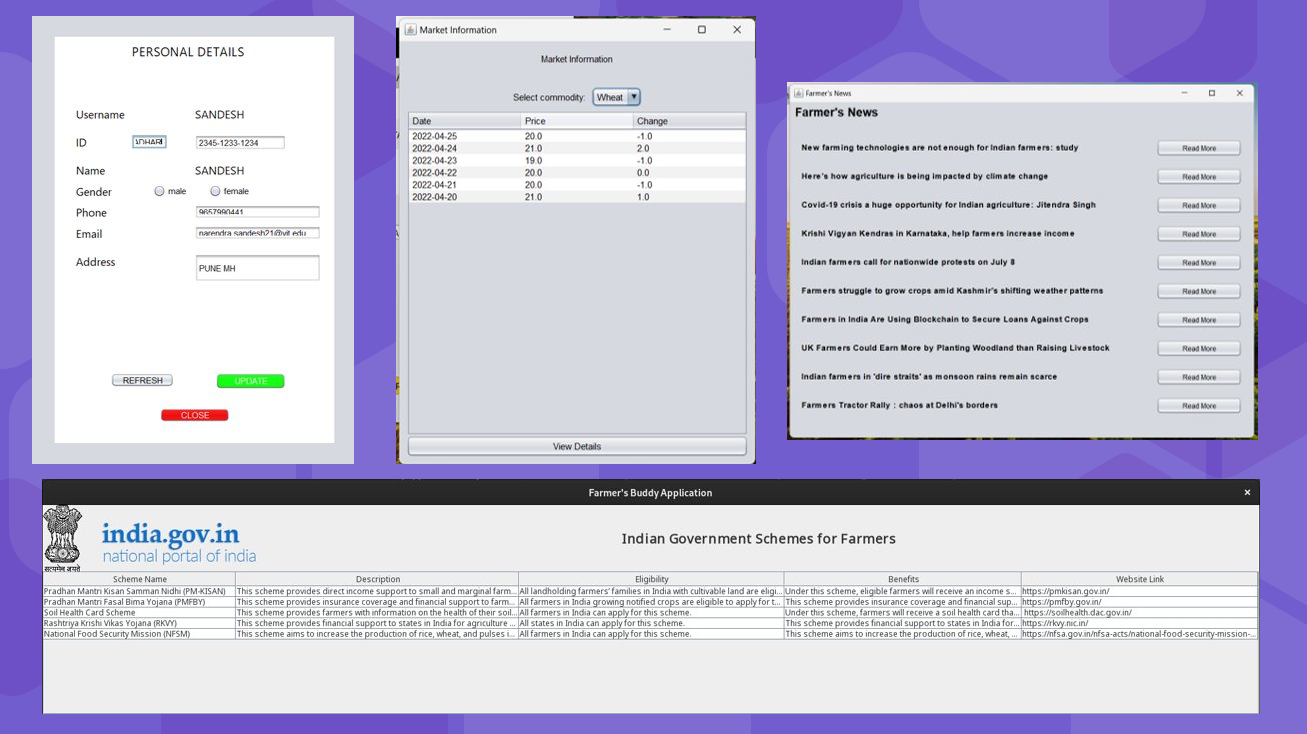 PERSONAL DETAILS
Username SANDESH
ID 2345-1233-1234
Name SANDESH
Gender male female
Phone 9657990441
Email narendra.sandesh21@vit.edu
Address PUNE MH
REFRESH UPDATE
CLOSE
Market Information
Market Information
Select commodity: Wheat
Date Price Change
2022-04-25 20.0 -1.0
2022-04-24 21.0 2.0
2022-04-23 19.0 -1.0
2022-04-22 20.0 0.0
2022-04-21 20.0 -1.0
2022-04-20 21.0 1.0
View Details
Farmer's News
Farmer's News
New farming technologies are not enough for Indian farmers: study Read More
Here's how agriculture is being impacted by climate change Read More
Covid-19 crisis a huge opportunity for Indian agriculture: Jitendra Singh Read More
Krishi Vigyan Kendras in Karnataka, help farmers increase income Read More
Indian farmers call for nationwide protests on July 8 Read More
Farmers struggle to grow crops amid Kashmir's shifting weather patterns Read More
Farmers in India Are Using Blockchain to Secure Loans Against Crops Read More
UK Farmers Could Earn More by Planting Woodland than Raising Livestock Read More
Indian farmers in 'dire straits' as monsoon rains remain scarce Read More
Farmers Tractor Rally : chaos at Delhi's borders Read More
Farmer's Buddy Application
सत्यमेव जयते
india.gov.in
national portal of india
Indian Government Schemes for Farmers
Scheme Name Description Eligibility Benefits Website Link
Pradhan Mantri Kisan Samman Nidhi (PM-KISAN) This scheme provides direct income support to small and marginal farm... All landholding farmers' families in India with cultivable land are eligi... Under this scheme, eligible farmers will receive an income s... https://pmkisan.gov.in/
Pradhan Mantri Fasal Bima Yojana (PMFBY) This scheme provides insurance coverage and financial support to farm... All farmers in India growing notified crops are eligible to apply for t... This scheme provides insurance coverage and financial sup... https://pmfby.gov.in/
Soil Health Card Scheme This scheme provides farmers with information on the health of their soil... All farmers in India can apply for this scheme. Under this scheme, farmers will receive a soil health card tha... https://soilhealth.dac.gov.in/
Rashtriya Krishi Vikas Yojana (RKVY) This scheme provides financial support to states in India for agriculture ... All states in India can apply for this scheme. This scheme provides financial support to states in India for... https://rkvy.nic.in/
National Food Security Mission (NFSM) This scheme aims to increase the production of rice, wheat, and pulses i... All farmers in India can apply for this scheme. This scheme aims to increase the production of rice, wheat, ... https://nfsa.gov.in/nfsa-acts/national-food-security-mission-...